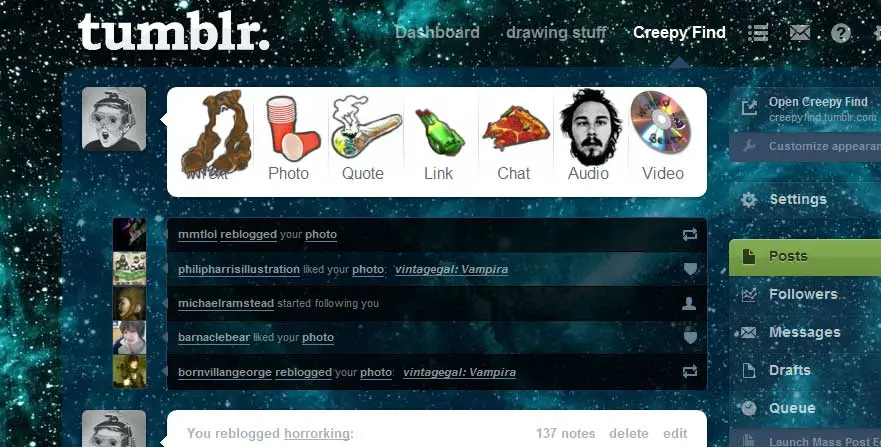 tumblr.
Dashboard drawing stuff Creepy Find
Photo Quote Link Chat Audio Video
Open Creepy Find
creepyfind.tumblr.com
Customize appearan
Settings
mmtlol reblogged your photo
philipharrisillustration liked your photo: vintagegal: Vampira
michaelramstead started following you
barnaclebear liked your photo
bornvillangeorge reblogged your photo: vintagegal: Vampira
Posts
Followers
Messages
Drafts
Queue
Launch Mass Post E
You reblogged horrorking: 137 notes delete edit